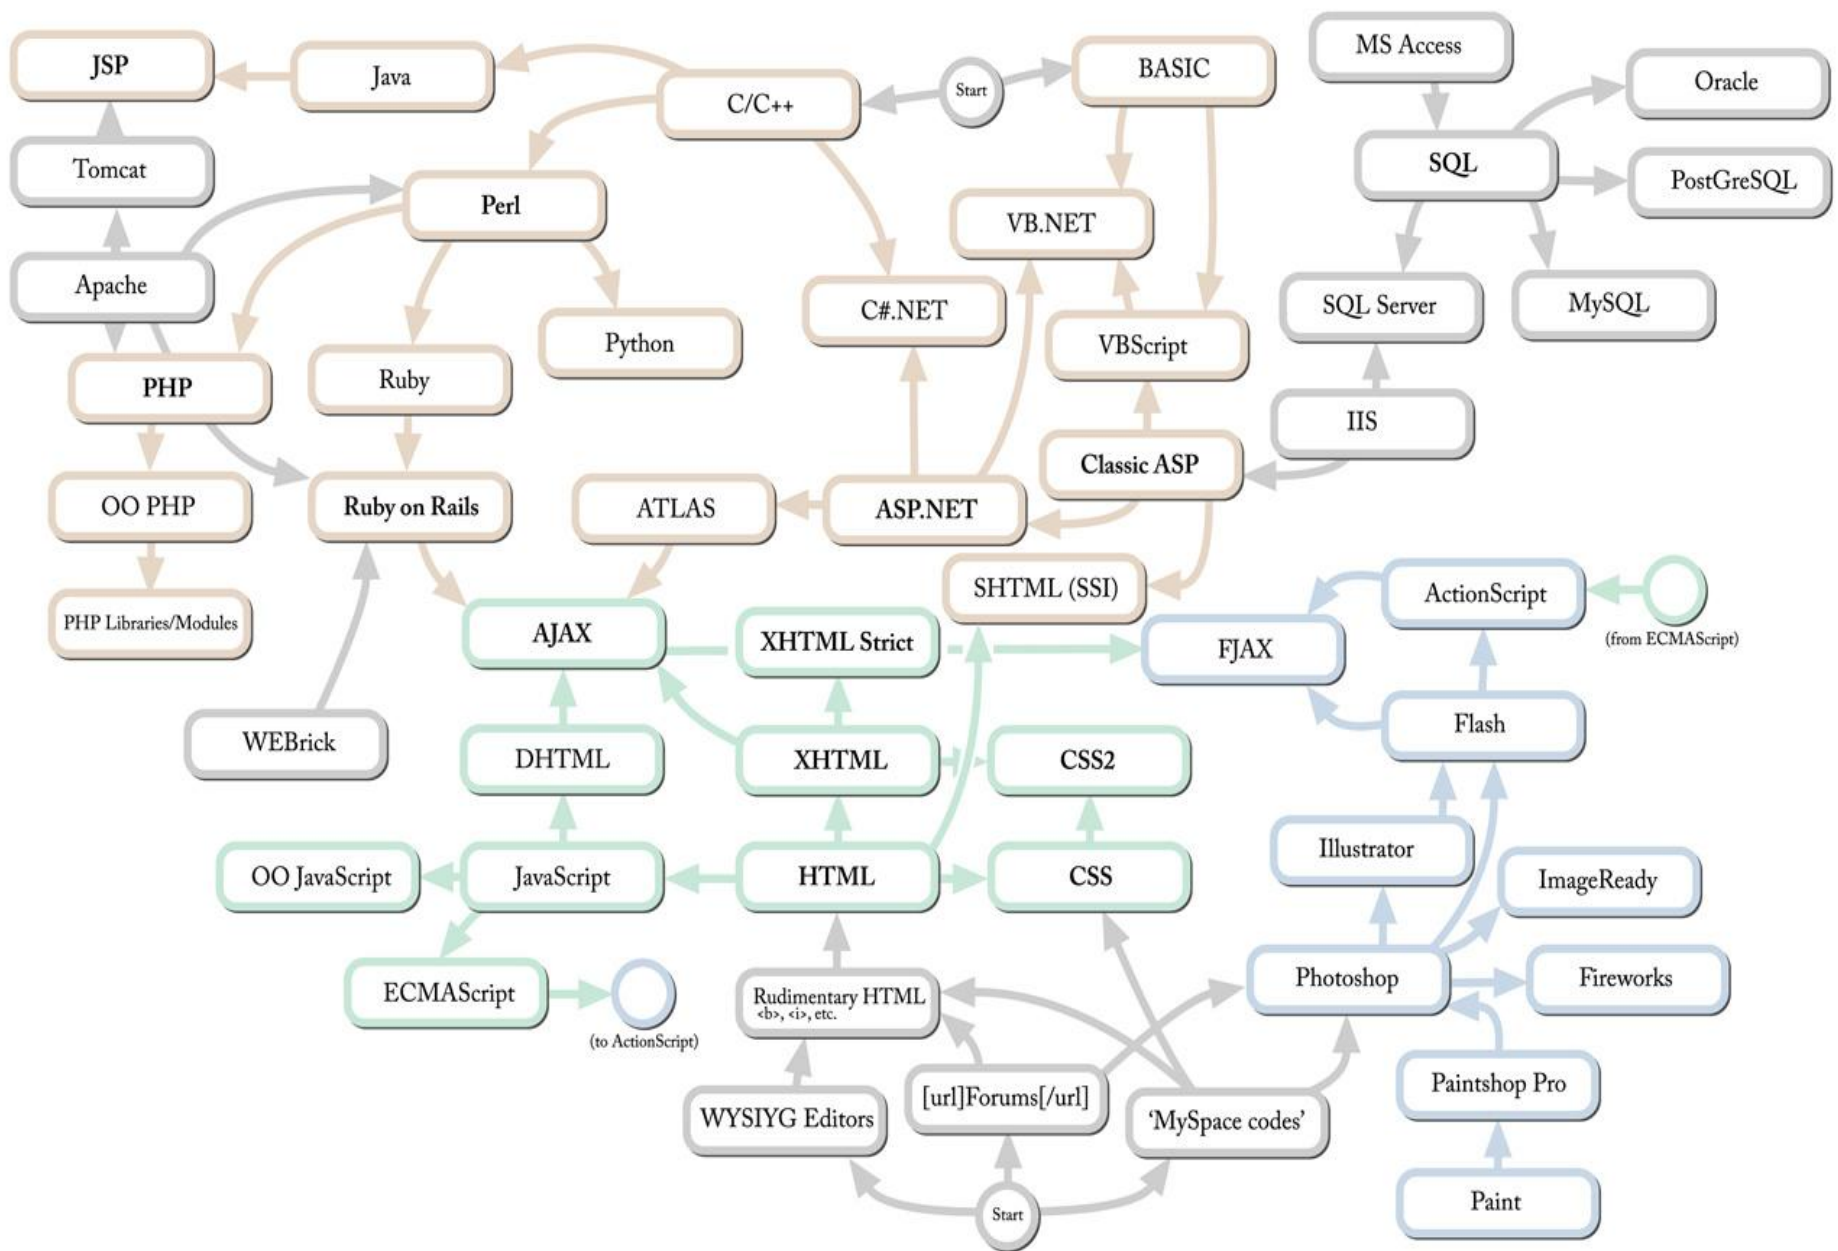 JSP
Java
C/C++
Start
BASIC
MS Access
Oracle
Tomcat
Perl
SQL
PostGreSQL
VB.NET
Apache
C#.NET
SQL Server
MySQL
Python
VBScript
PHP
Ruby
IIS
Classic ASP
OO PHP
Ruby on Rails
ATLAS
ASP.NET
SHTML (SSI)
ActionScript
(from ECMAScript)
PHP Libraries/Modules
AJAX
XHTML Strict
FJAX
WEBrick
DHTML
XHTML
CSS2
Flash
OO JavaScript
JavaScript
HTML
CSS
Illustrator
ImageReady
ECMAScript
(to ActionScript)
Rudimentary HTML
<b>, <i>, etc.
Photoshop
Fireworks
WYSIYG Editors
[url]Forums[/url]
'MySpace codes'
Paintshop Pro
Start
Paint